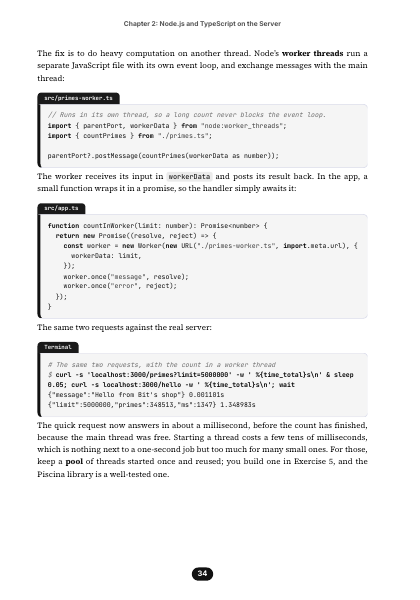 Chapter 2: Node.js and TypeScript on the Server
The fix is to do heavy computation on another thread. Node's worker threads run a
separate JavaScript file with its own event loop, and exchange messages with the main
thread:
src/primes-worker.ts
// Runs in its own thread, so a long count never blocks the event loop.
import { parentPort, workerData } from "node:worker_threads";
import { countPrimes } from "./primes.ts";
parentPort?.postMessage(countPrimes(workerData as number));
The worker receives its input in workerData and posts its result back. In the app, a
small function wraps it in a promise, so the handler simply awaits it:
src/app.ts
function countInWorker(limit: number): Promise<number> {
  return new Promise((resolve, reject) => {
    const worker = new Worker(new URL("./primes-worker.ts", import.meta.url), {
      workerData: limit,
    });
    worker.once("message", resolve);
    worker.once("error", reject);
  });
}
The same two requests against the real server:
Terminal
# The same two requests, with the count in a worker thread
$ curl -s 'localhost:3000/primes?limit=5000000' -w ' %{time_total}s\n' & sleep
0.05; curl -s localhost:3000/hello -w ' %{time_total}s\n'; wait
{"message":"Hello from Bit's shop"} 0.001101s
{"limit":5000000,"primes":348513,"ms":1347} 1.348983s
The quick request now answers in about a millisecond, before the count has finished,
because the main thread was free. Starting a thread costs a few tens of milliseconds,
which is nothing next to a one-second job but too much for many small ones. For those,
keep a pool of threads started once and reused; you build one in Exercise 5, and the
Piscina library is a well-tested one.
34